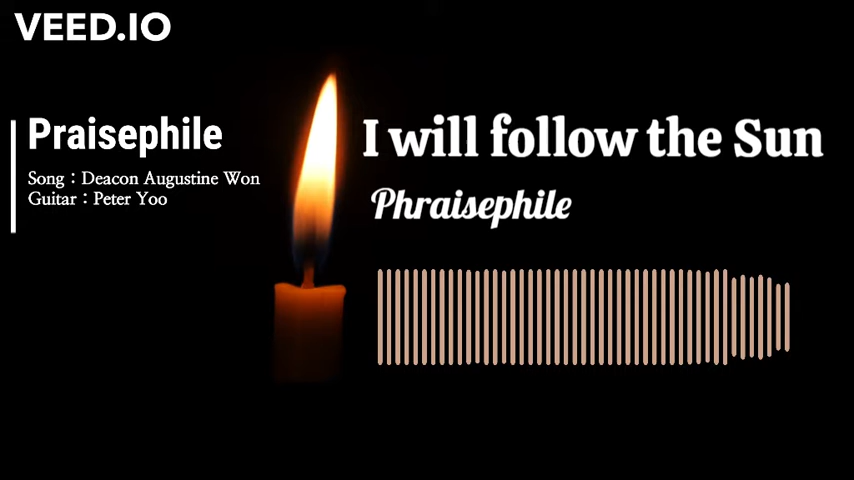 VEED.IO
Praisephile
Song : Deacon Augustine Won
Guitar : Peter Yoo
I will follow the Sun
Phraisephile